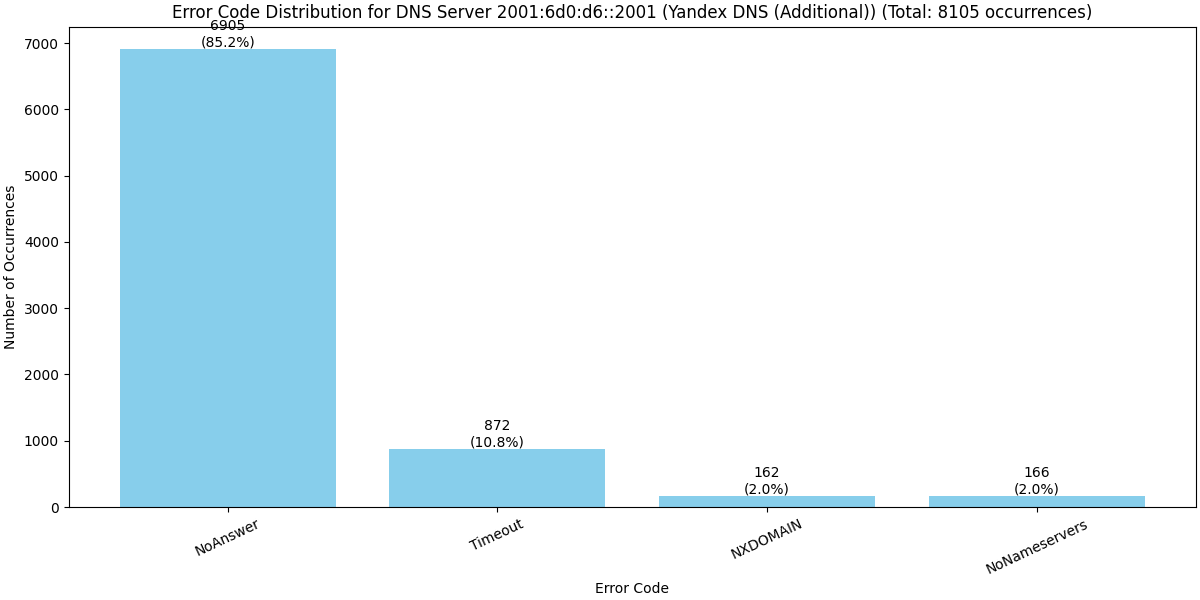 Error Code Distribution for DNS Server 2001:6d0:d6::2001 (Yandex DNS (Additional)) (Total: 8105 occurrences)
Number of Occurrences
7000
6000
5000
4000
3000
2000
1000
0
6905
(85.2%)
872
(10.8%)
162
(2.0%)
166
(2.0%)
NoAnswer
Timeout
NXDOMAIN
NoNameservers
Error Code